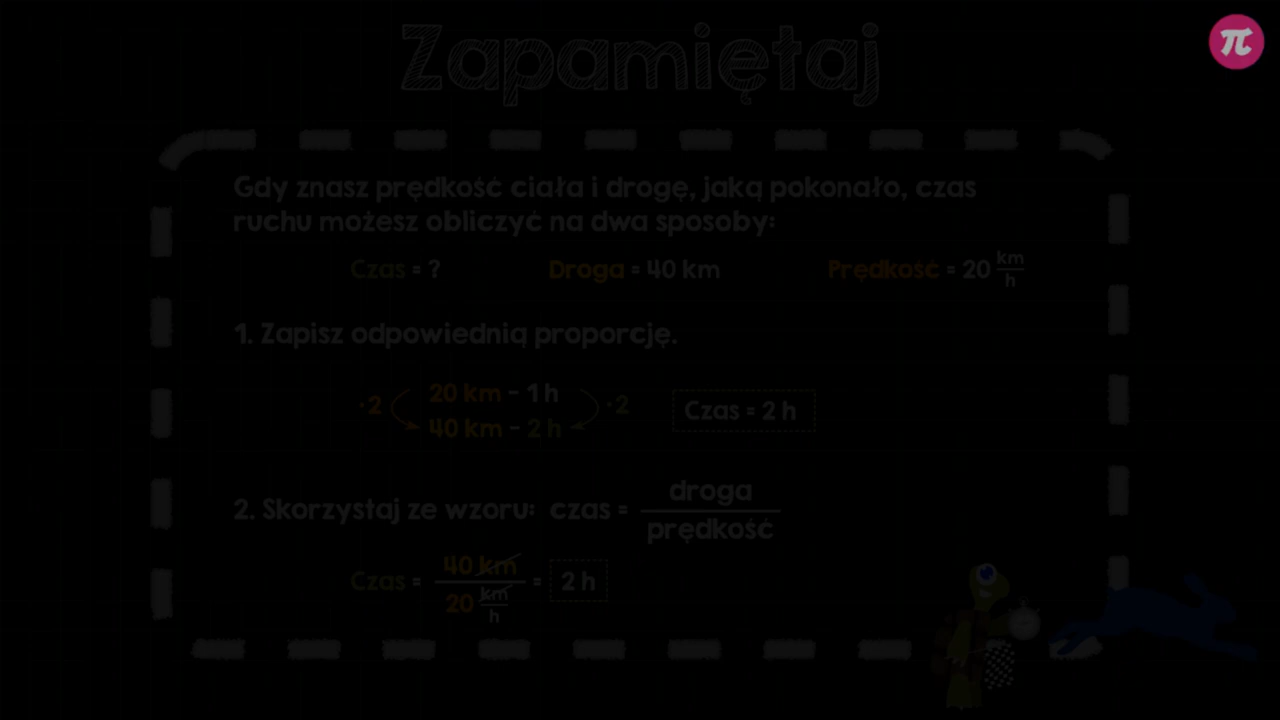 Zapamiętaj
π
Gdy znasz prędkość ciała i drogę, jaką pokonało, czas
ruchu możesz obliczyć na dwa sposoby:
Czas = ? Droga = 40 km Prędkość = 20 km/h
1. Zapisz odpowiednią proporcję.
·2 20 km - 1 h ·2
40 km - 2 h
Czas = 2 h
2. Skorzystaj ze wzoru: czas = droga/prędkość
Czas = 40 km / 20 km/h = 2 h